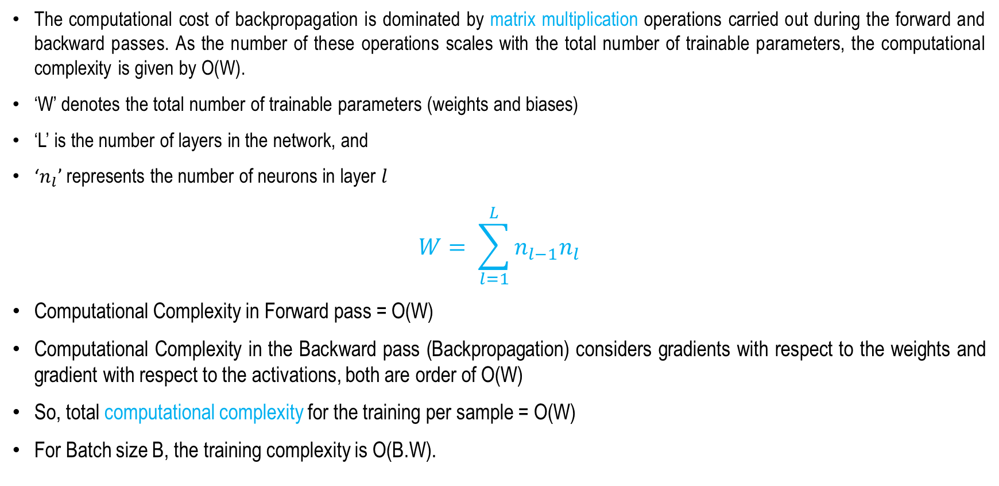 • The computational cost of backpropagation is dominated by matrix multiplication operations carried out during the forward and
backward passes. As the number of these operations scales with the total number of trainable parameters, the computational
complexity is given by O(W).
• ‘W’ denotes the total number of trainable parameters (weights and biases)
• ‘L’ is the number of layers in the network, and
• ‘n_l’ represents the number of neurons in layer l
W = \sum_{l=1}^{L} n_{l-1} n_l
• Computational Complexity in Forward pass = O(W)
• Computational Complexity in the Backward pass (Backpropagation) considers gradients with respect to the weights and
gradient with respect to the activations, both are order of O(W)
• So, total computational complexity for the training per sample = O(W)
• For Batch size B, the training complexity is O(B.W).